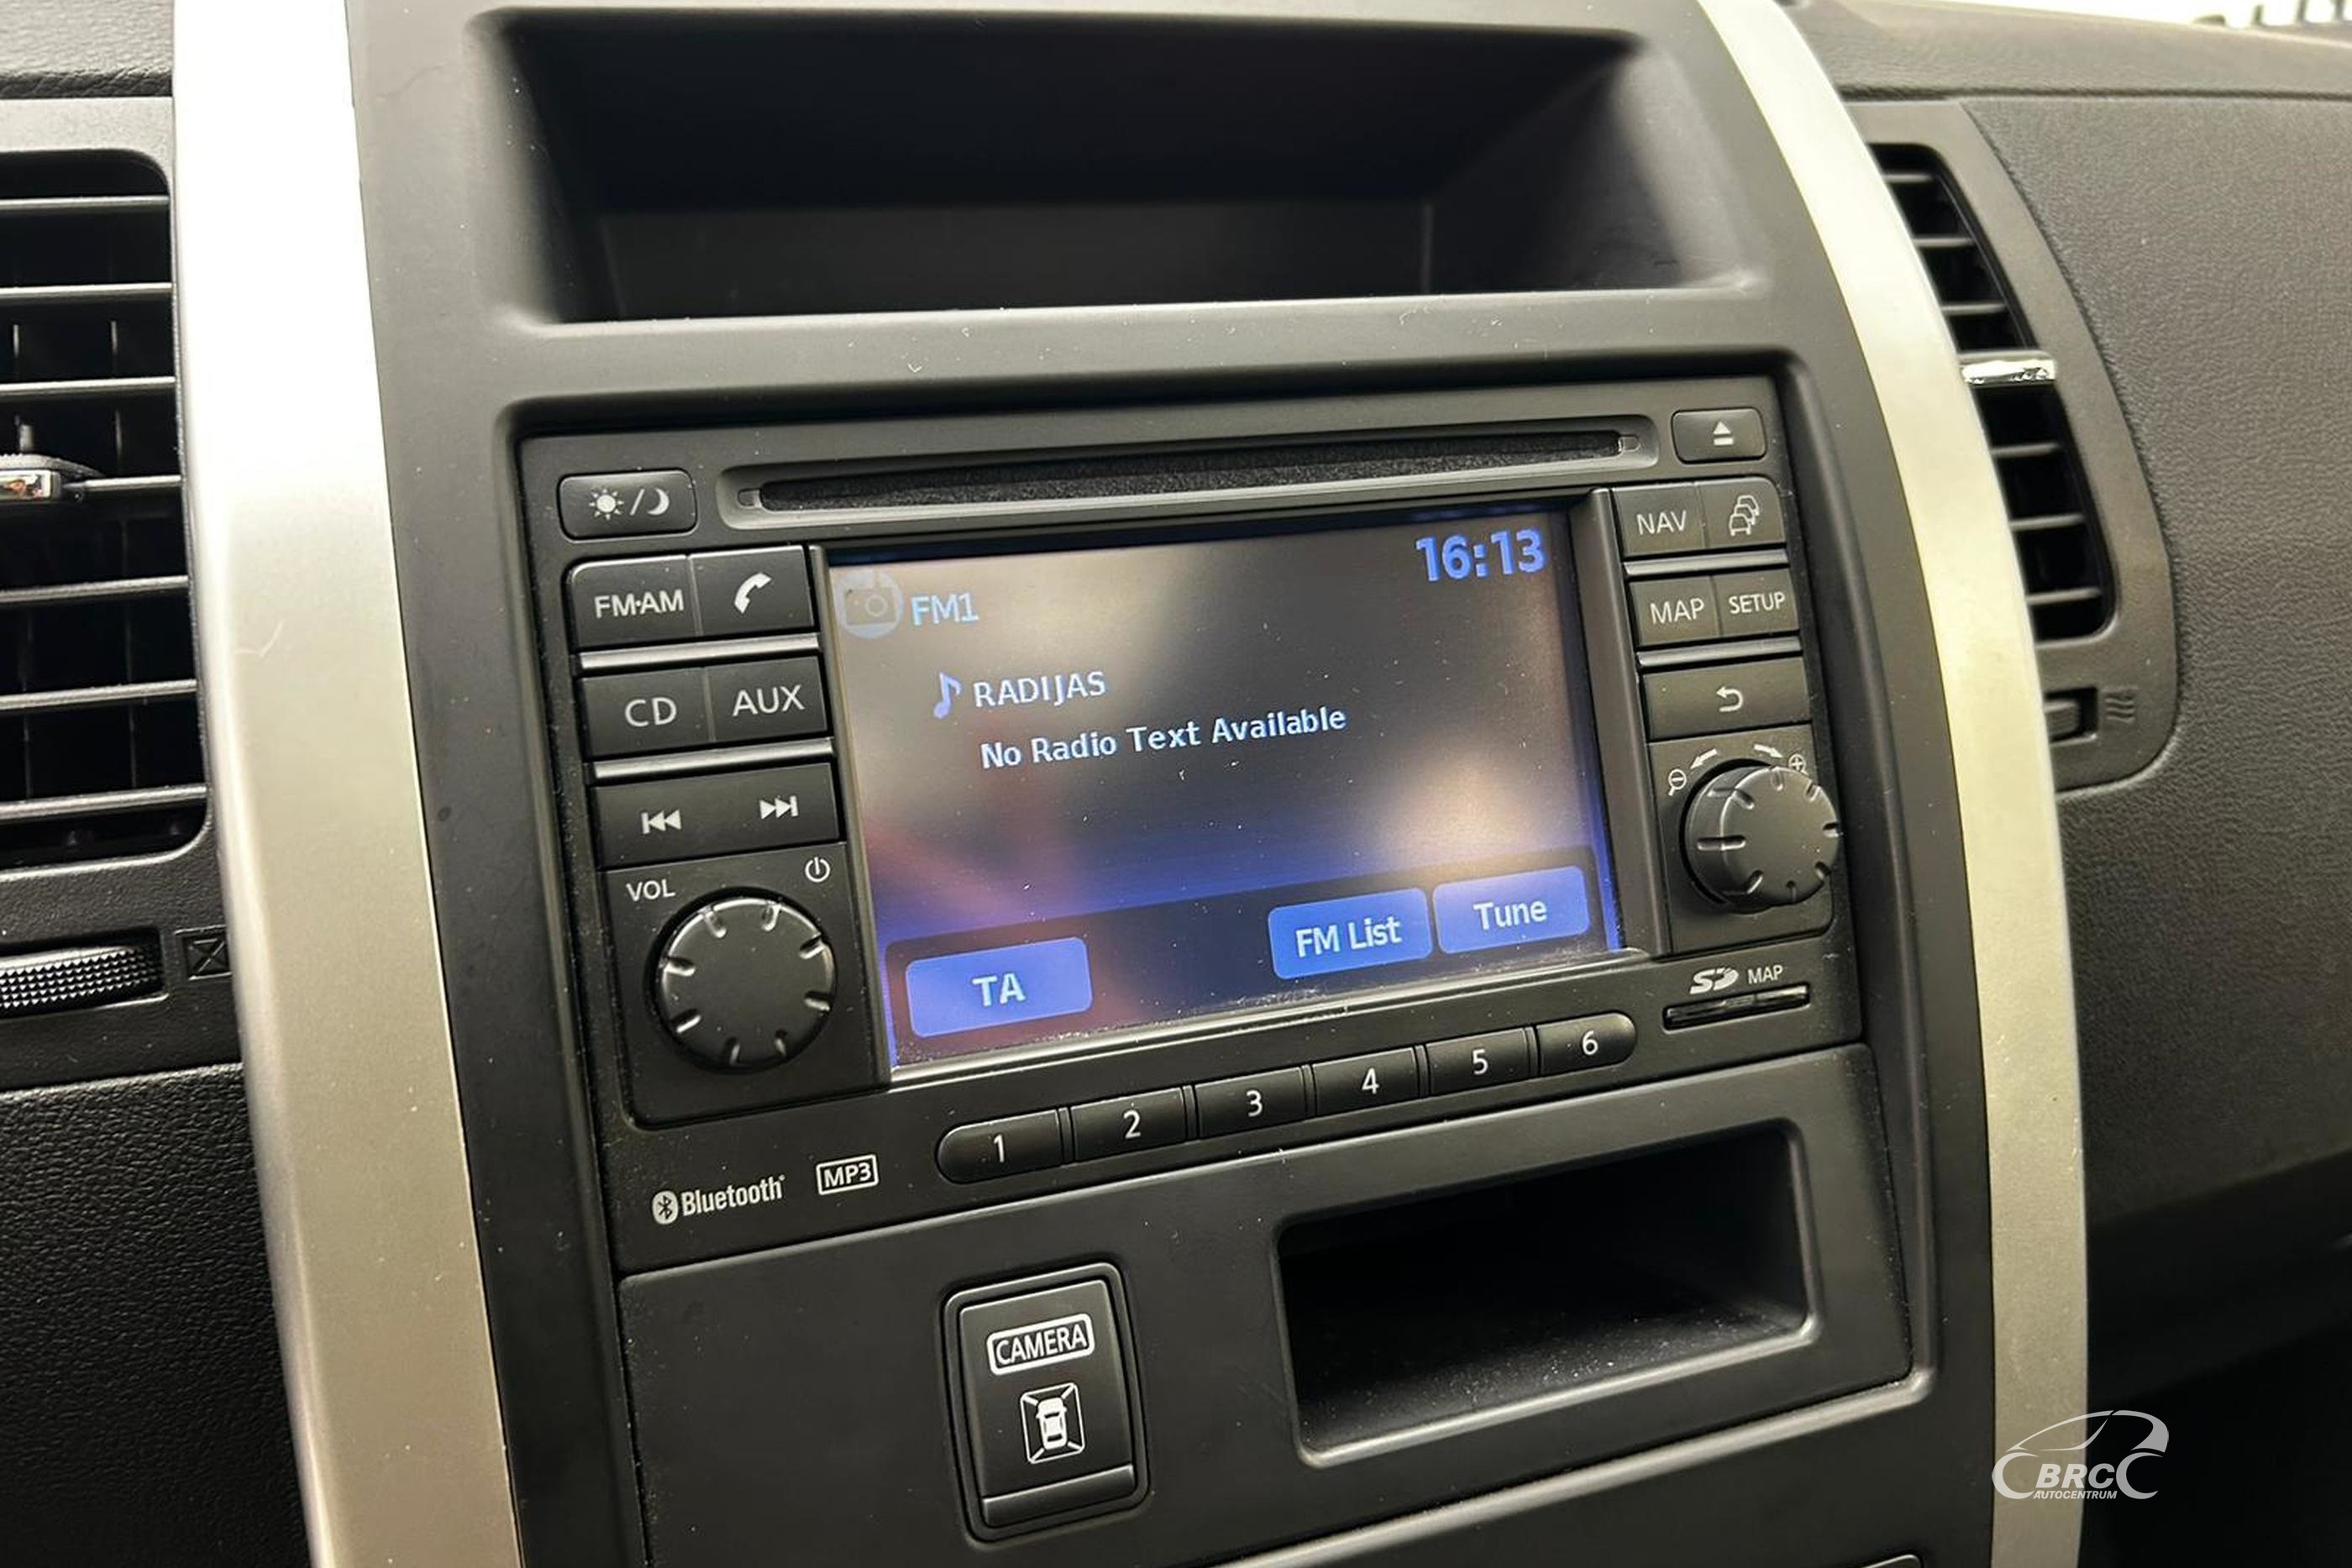 16:13
NAV
FM·AM
FM1
MAP SETUP
RADIJAS
CD AUX
No Radio Text Available
VOL
TA
FM List
Tune
SD MAP
1 2 3 4 5 6
Bluetooth MP3
CAMERA
BRC
AUTOCENTRUM